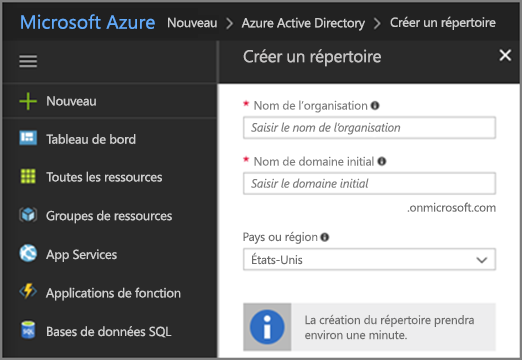 Microsoft Azure Nouveau > Azure Active Directory > Créer un répertoire
Créer un répertoire
Nouveau
Tableau de bord
Toutes les ressources
Groupes de ressources
App Services
Applications de fonction
SQL Bases de données SQL
* Nom de l'organisation
Saisir le nom de l'organisation
* Nom de domaine initial
Saisir le domaine initial
.onmicrosoft.com
Pays ou région
États-Unis
La création du répertoire prendra
environ une minute.